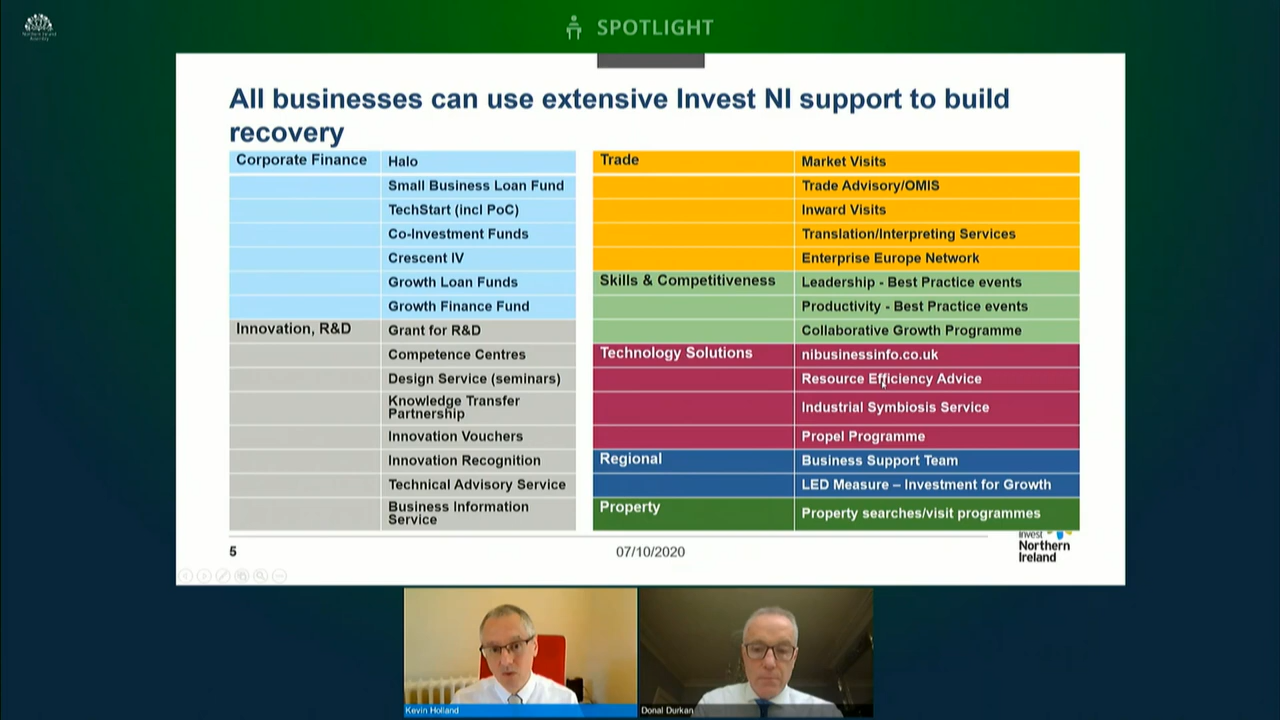 Northern Ireland
Assembly
SPOTLIGHT
All businesses can use extensive Invest NI support to build
recovery
Corporate Finance
Halo
Small Business Loan Fund
TechStart (incl PoC)
Co-Investment Funds
Crescent IV
Growth Loan Funds
Growth Finance Fund
Innovation, R&D
Grant for R&D
Competence Centres
Design Service (seminars)
Knowledge Transfer
Partnership
Innovation Vouchers
Innovation Recognition
Technical Advisory Service
Business Information
Service
Trade
Market Visits
Trade Advisory/OMIS
Inward Visits
Translation/Interpreting Services
Enterprise Europe Network
Skills & Competitiveness
Leadership - Best Practice events
Productivity - Best Practice events
Collaborative Growth Programme
Technology Solutions
nibusinessinfo.co.uk
Resource Efficiency Advice
Industrial Symbiosis Service
Propel Programme
Regional
Business Support Team
LED Measure – Investment for Growth
Property
Property searches/visit programmes
5
07/10/2020
Invest
Northern
Ireland
Kevin Holland
Donal Durkan